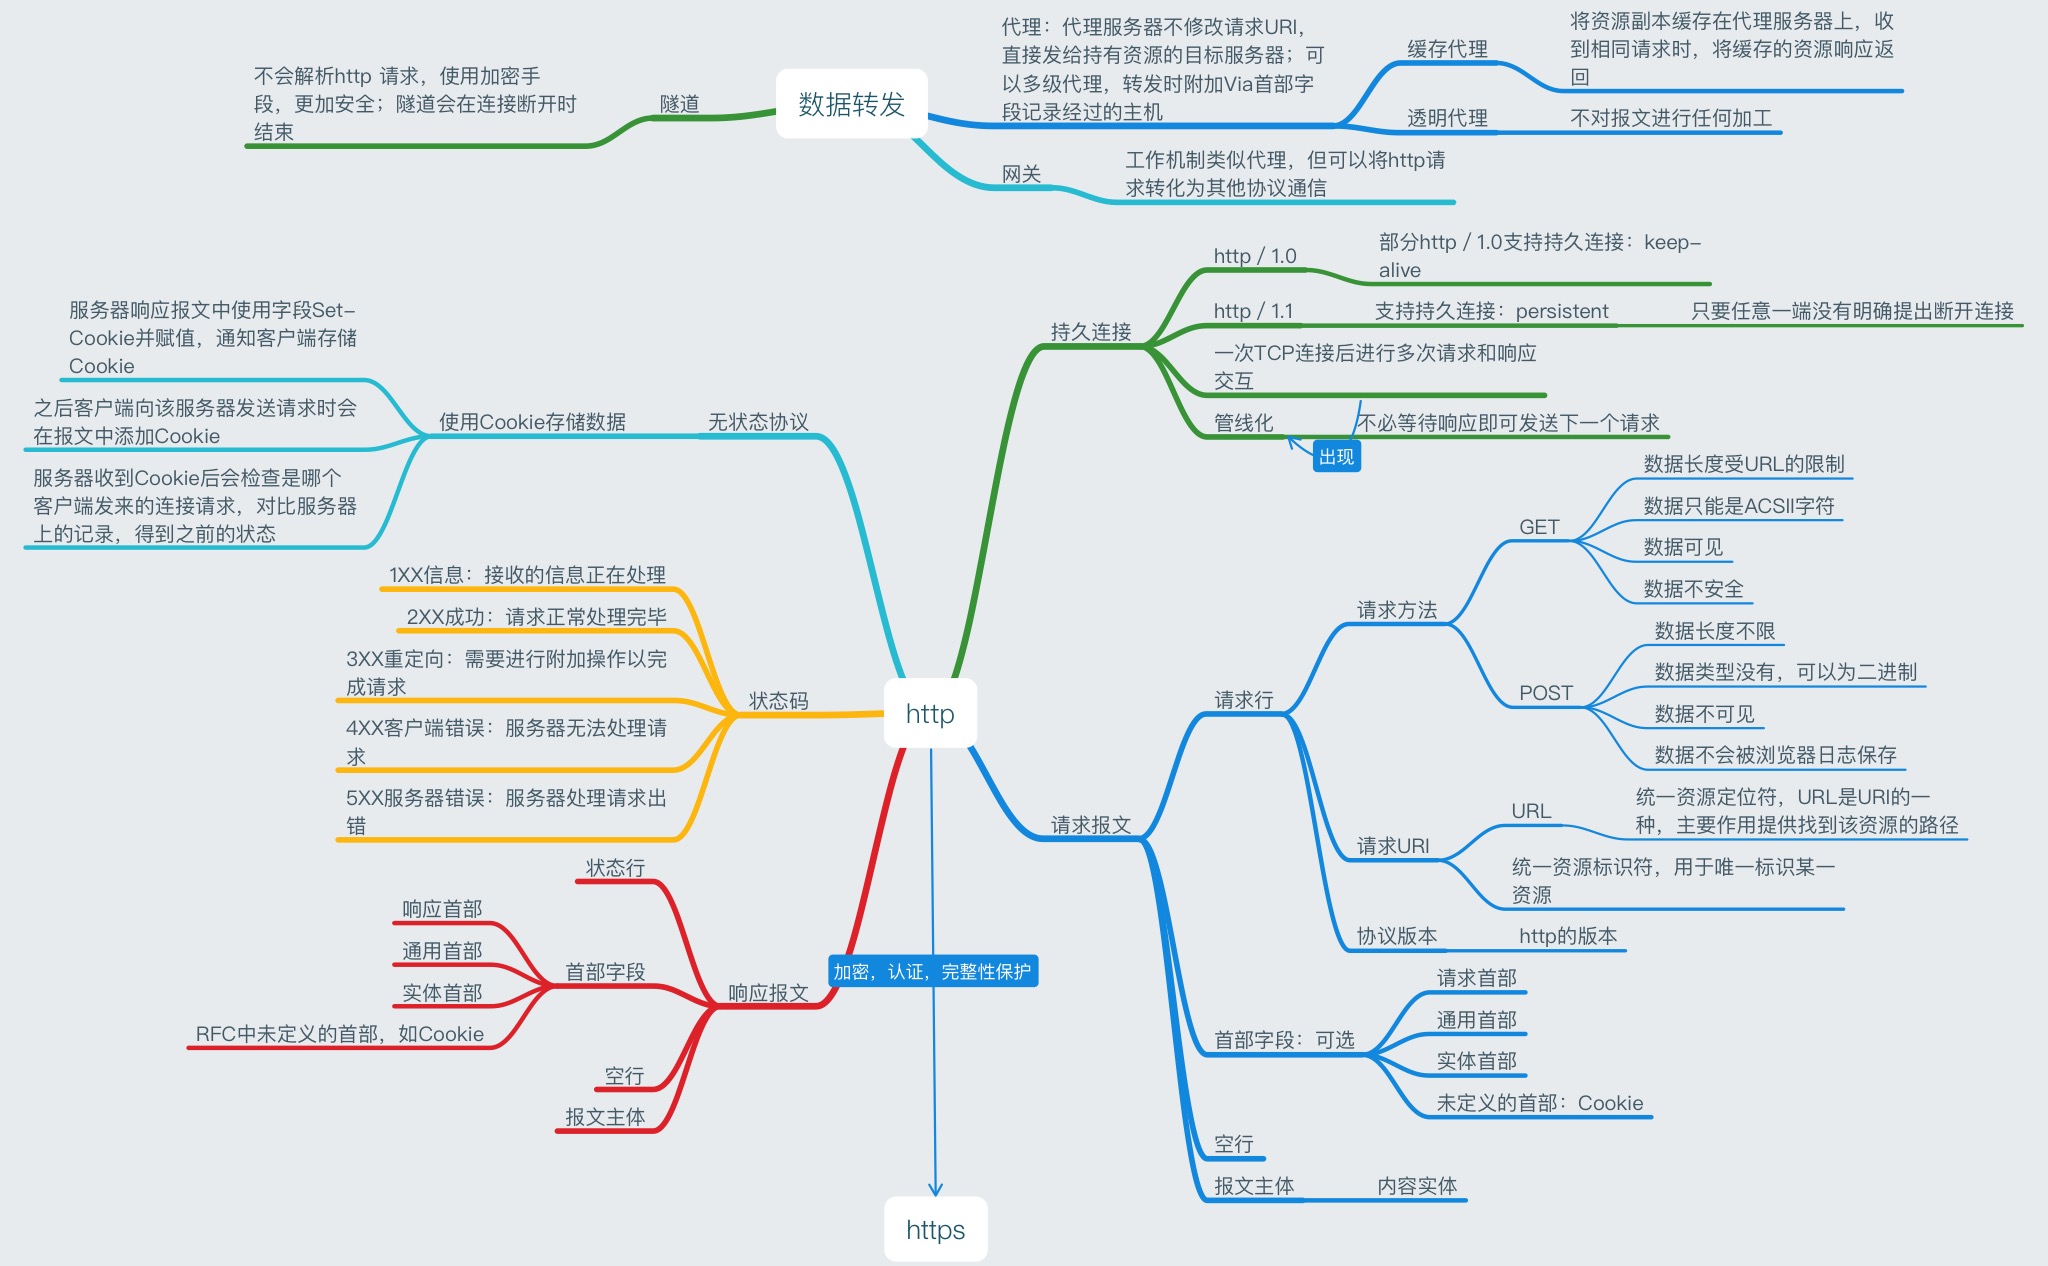 数据转发
隧道
不会解析http 请求，使用加密手
段，更加安全；隧道会在连接断开时
结束
代理：代理服务器不修改请求URI，
直接发给持有资源的目标服务器；可
以多级代理，转发时附加Via首部字
段记录经过的主机
缓存代理
将资源副本缓存在代理服务器上，收
到相同请求时，将缓存的资源响应返
回
透明代理
不对报文进行任何加工
网关
工作机制类似代理，但可以将http请
求转化为其他协议通信
http
持久连接
http / 1.0
部分http / 1.0支持持久连接：keep-
alive
http / 1.1
支持持久连接：persistent
只要任意一端没有明确提出断开连接
一次TCP连接后进行多次请求和响应
交互
管线化
不必等待响应即可发送下一个请求
出现
无状态协议
使用Cookie存储数据
服务器响应报文中使用字段Set-
Cookie并赋值，通知客户端存储
Cookie
之后客户端向该服务器发送请求时会
在报文中添加Cookie
服务器收到Cookie后会检查是哪个
客户端发来的连接请求，对比服务器
上的记录，得到之前的状态
状态码
1XX信息：接收的信息正在处理
2XX成功：请求正常处理完毕
3XX重定向：需要进行附加操作以完
成请求
4XX客户端错误：服务器无法处理请
求
5XX服务器错误：服务器处理请求出
错
响应报文
状态行
首部字段
响应首部
通用首部
实体首部
RFC中未定义的首部，如Cookie
空行
报文主体
请求报文
请求行
请求方法
GET
数据长度受URL的限制
数据只能是ACSII字符
数据可见
数据不安全
POST
数据长度不限
数据类型没有，可以为二进制
数据不可见
数据不会被浏览器日志保存
请求URI
URL
统一资源定位符，URL是URI的一
种，主要作用提供找到该资源的路径
统一资源标识符，用于唯一标识某一
资源
协议版本
http的版本
首部字段：可选
请求首部
通用首部
实体首部
未定义的首部：Cookie
空行
报文主体
内容实体
加密，认证，完整性保护
https